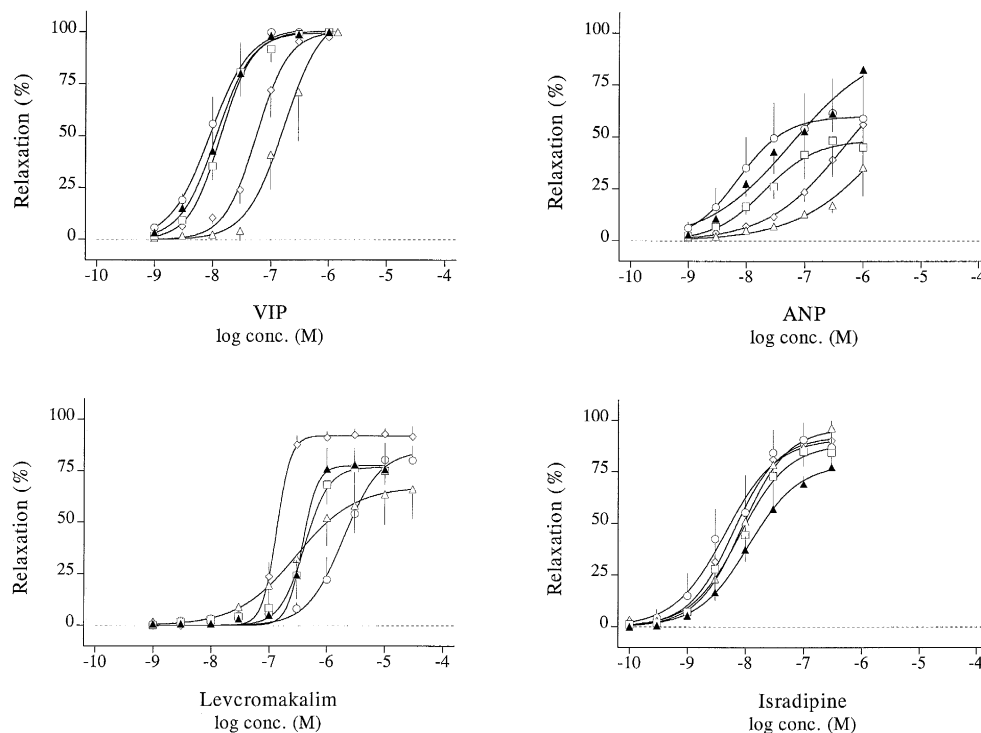 100
75
50
25
0
Relaxation (%)
-10 -9 -8 -7 -6 -5 -4
VIP
log conc. (M)
100
75
50
25
0
Relaxation (%)
-10 -9 -8 -7 -6 -5 -4
ANP
log conc. (M)
100
75
50
25
0
Relaxation (%)
-10 -9 -8 -7 -6 -5 -4
Levcromakalim
log conc. (M)
100
75
50
25
0
Relaxation (%)
-10 -9 -8 -7 -6 -5 -4
Isradipine
log conc. (M)